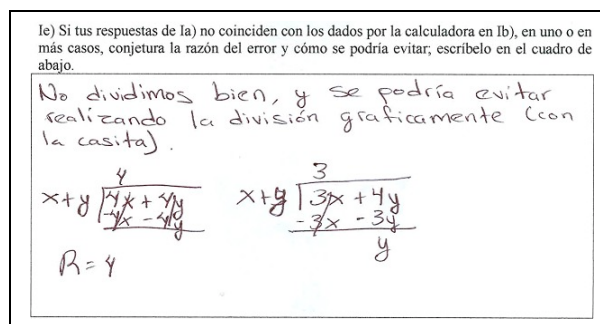 Ie) Si tus respuestas de Ia) no coinciden con los dados por la calculadora en Ib), en uno o en
más casos, conjetura la razón del error y cómo se podría evitar; escríbelo en el cuadro de
abajo.
No dividimos bien, y se podría evitar
realizando la división graficamente (con
la casita).
4
x+y 4x + 4y
-4x - 4y
R = 4
3
x+y 3x + 4y
-3x - 3y
y